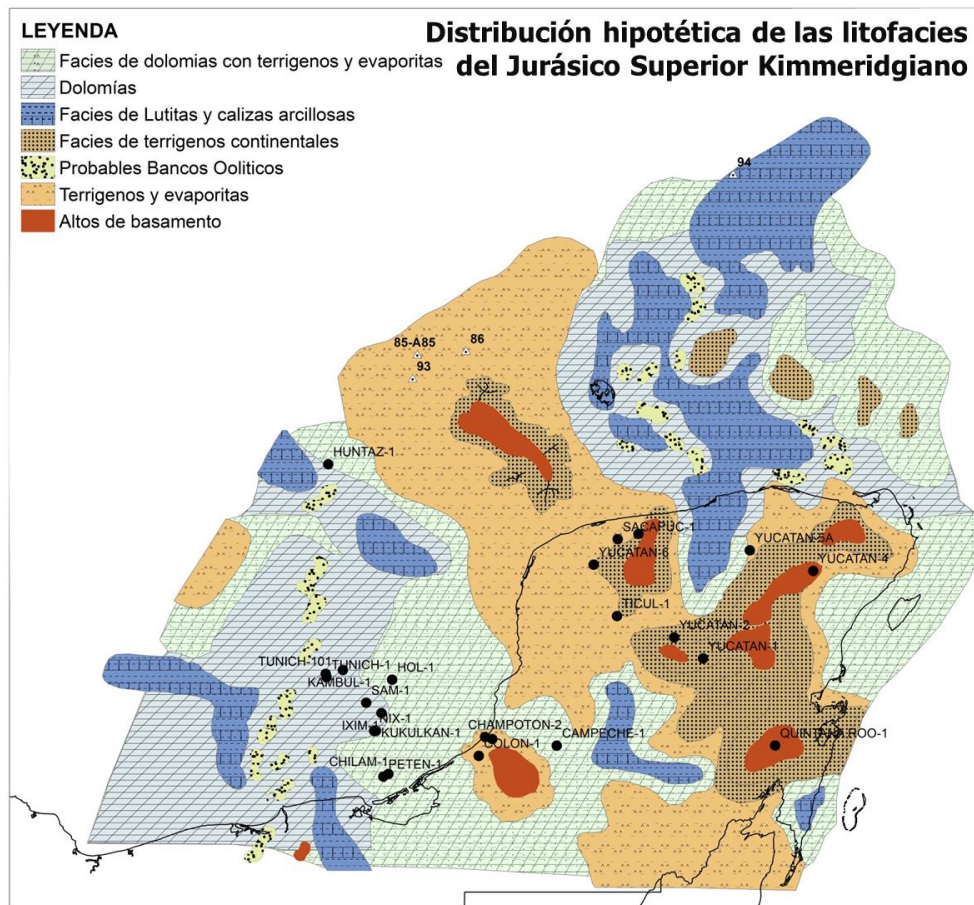 LEYENDA
Facies de dolomias con terrigenos y evaporitas
Dolomías
Facies de Lutitas y calizas arcillosas
Facies de terrigenos continentales
Probables Bancos Ooliticos
Terrigenos y evaporitas
Altos de basamento
Distribución hipotética de las litofacies
del Jurásico Superior Kimmeridgiano
94
86
85-A85
93
HUNTAZ-1
SACAPUC-1
YUCATAN-5A
YUCATAN-6
YUCATAN-4
TICUL-1
YUCATAN-2
YUCATAN-1
TUNICH-101
TUNICH-1
HOL-1
KAMBUL-1
SAM-1
NIX-1
IXIM-1
KUKULKAN-1
CHAMPOTON-2
CAMPECHE-1
QUINTANA ROO-1
COLON-1
CHILAM-1
PETEN-1